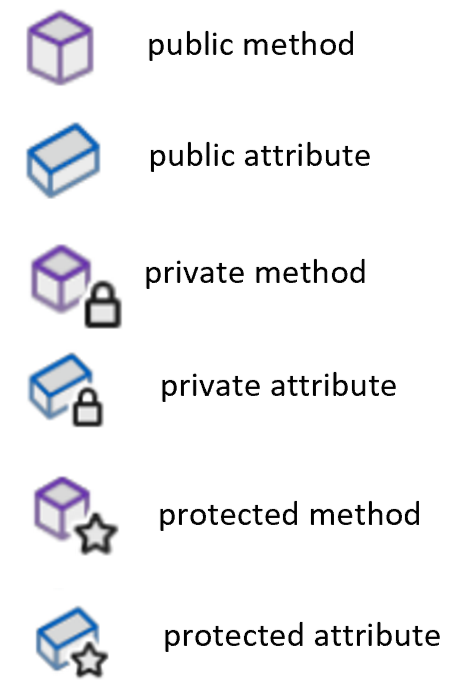 public method
public attribute
private method
private attribute
protected method
protected attribute